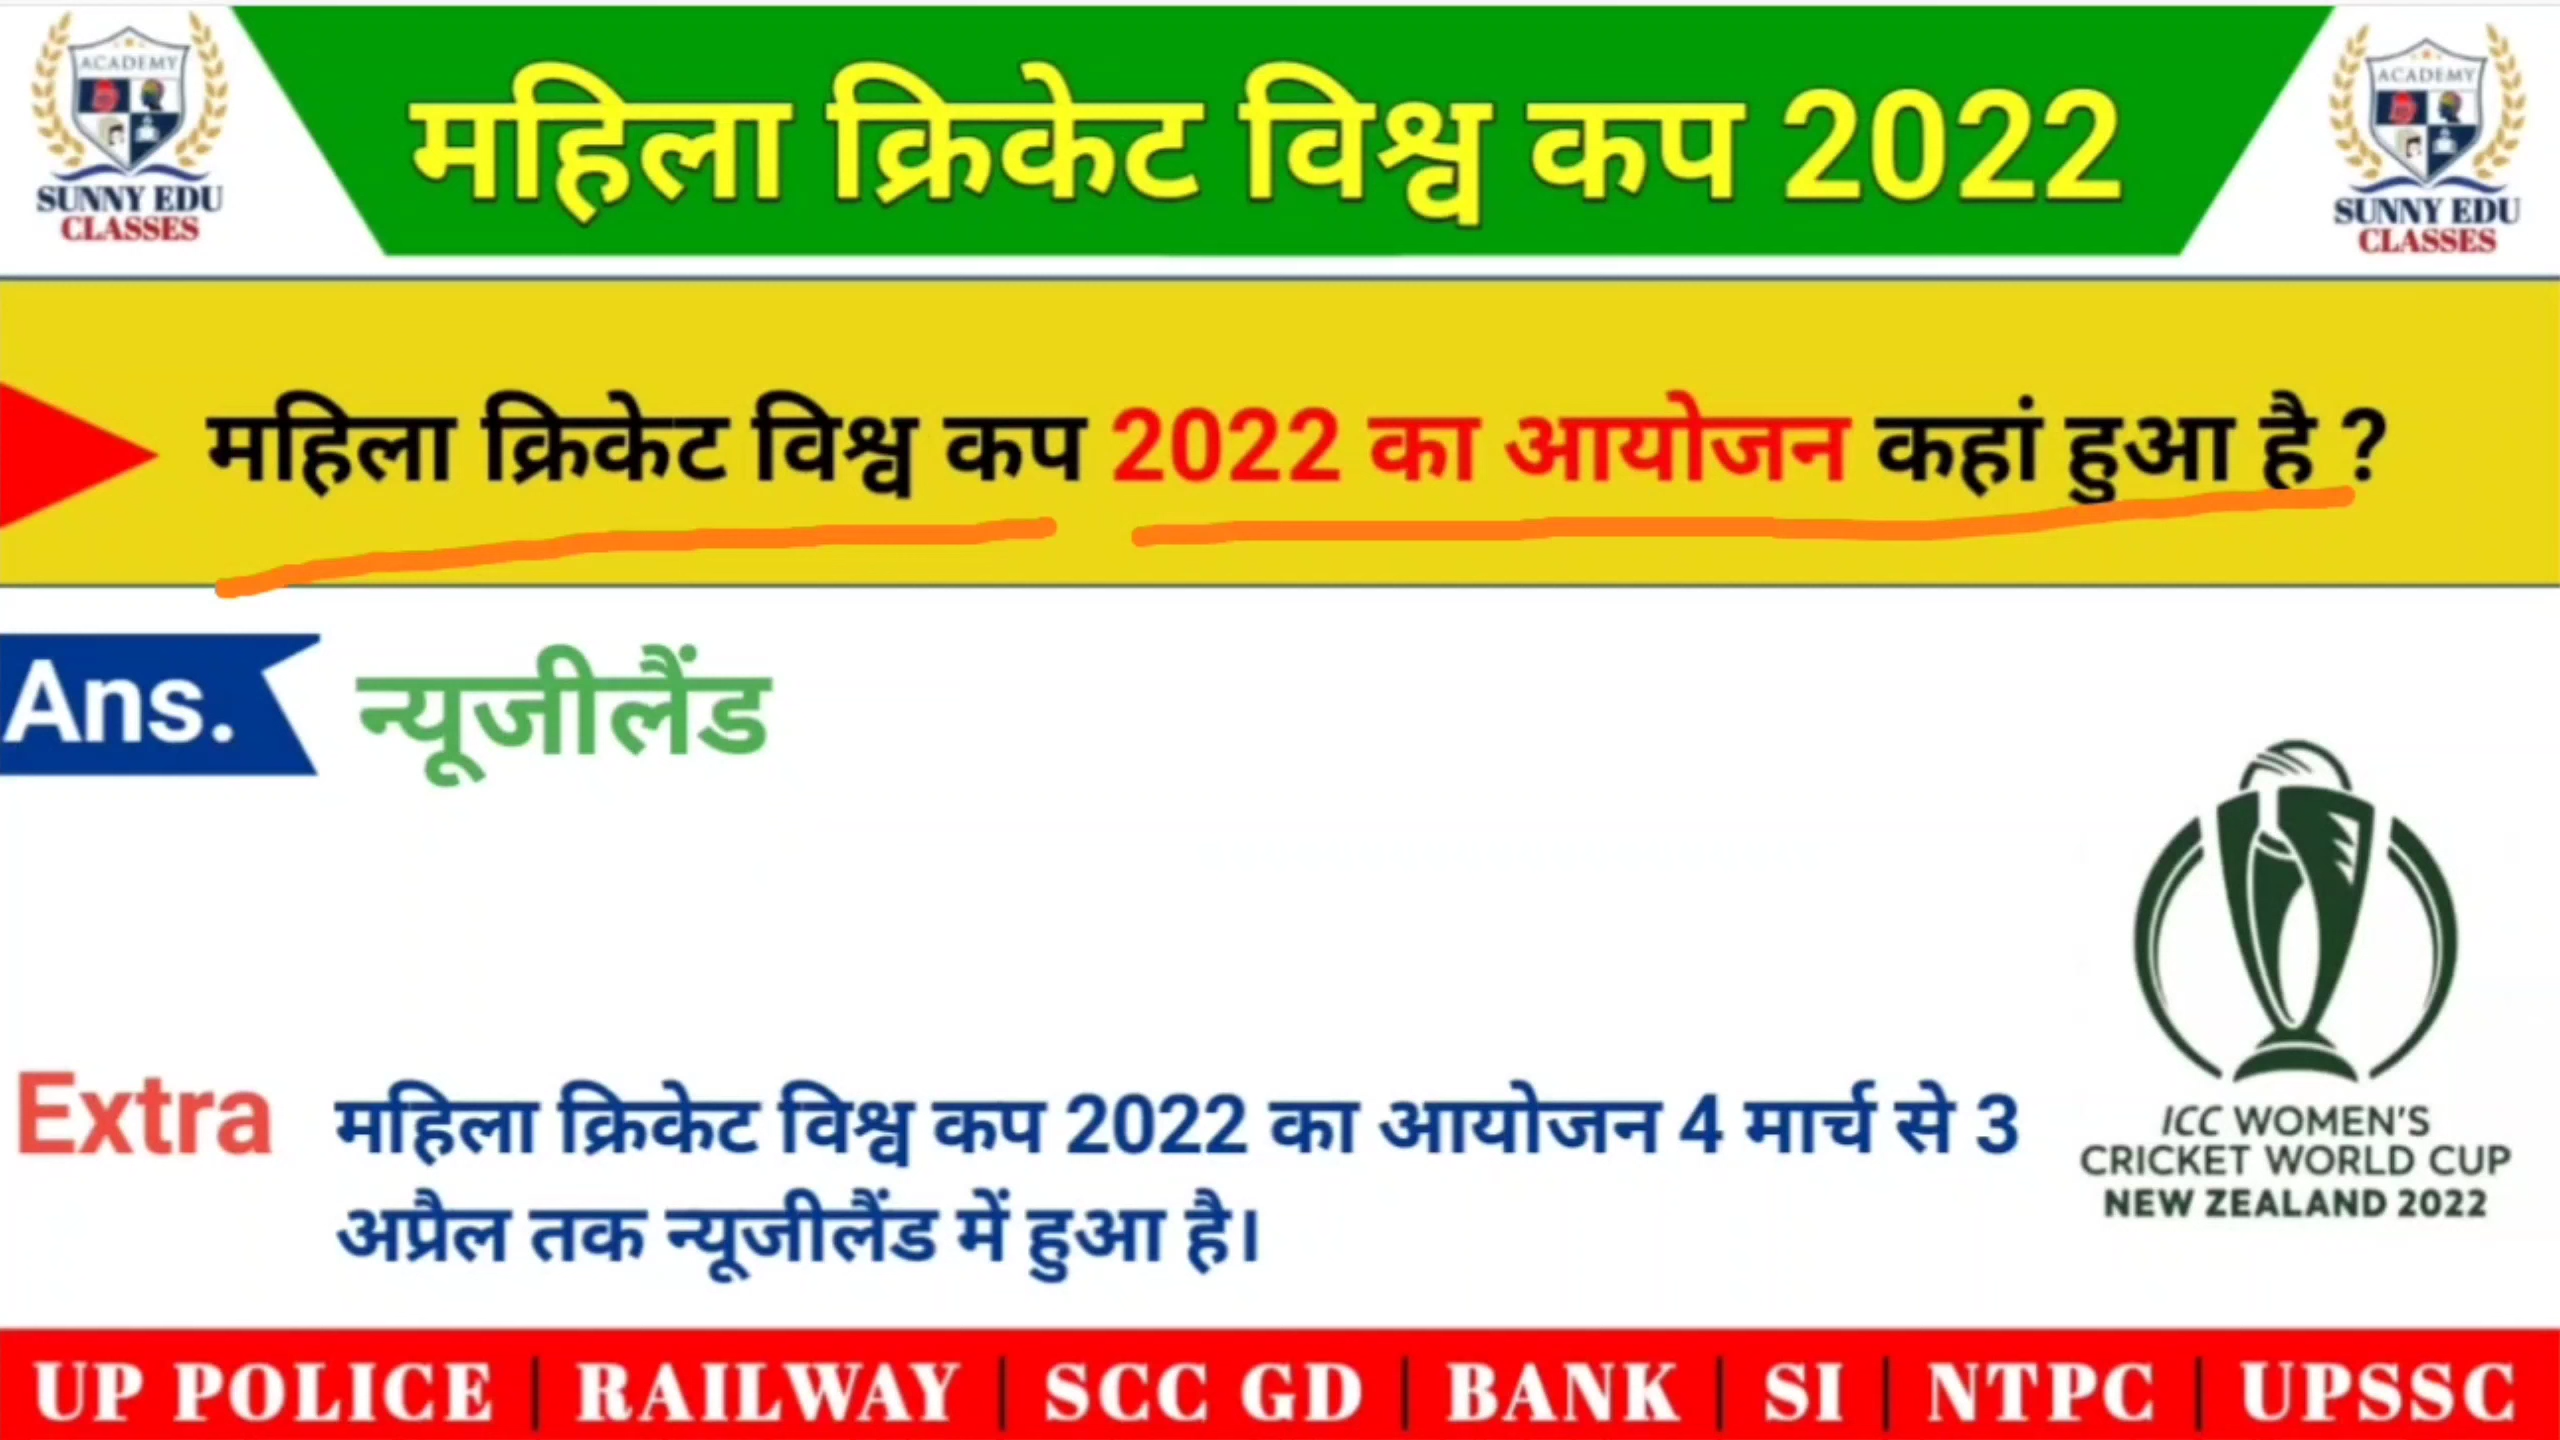 ACADEMY
SUNNY EDU
CLASSES
महिला क्रिकेट विश्व कप 2022
ACADEMY
SUNNY EDU
CLASSES
महिला क्रिकेट विश्व कप 2022 का आयोजन कहां हुआ है ?
Ans. न्यूजीलैंड
Extra महिला क्रिकेट विश्व कप 2022 का आयोजन 4 मार्च से 3
अप्रैल तक न्यूजीलैंड में हुआ है।
ICC WOMEN'S
CRICKET WORLD CUP
NEW ZEALAND 2022
UP POLICE | RAILWAY | SCC GD | BANK | SI | NTPC | UPSSC